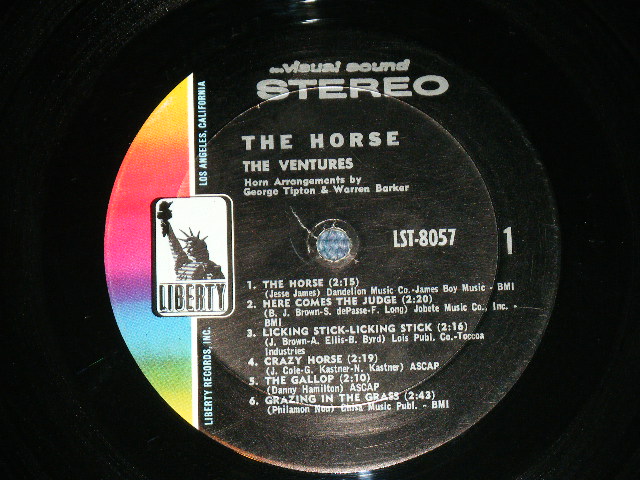 visual sound
STEREO
THE HORSE
THE VENTURES
Horn Arrangements by
George Tipton & Warren Barker
LST-8057
1
1. THE HORSE (2:15)
(Jesse James) Dandelion Music Co.-James Boy Music - BMI
2. HERE COMES THE JUDGE (2:20)
(B. J. Brown-S. dePasse-F. Long) Jobete Music Co., Inc. -
BMI
3. LICKING STICK-LICKING STICK (2:16)
(J. Brown-A. Ellis-B. Byrd) Lois Publ. Co.-Toccoa
Industries
4. CRAZY HORSE (2:19)
(J. Cole-G. Kastner-N. Kastner) ASCAP
5. THE GALLOP (2:10)
(Danny Hamilton) ASCAP
6. GRAZING IN THE GRASS (2:43)
(Philamon Hou) Chisa Music Publ. - BMI
LIBERTY
LOS ANGELES, CALIFORNIA
LIBERTY RECORDS, INC.